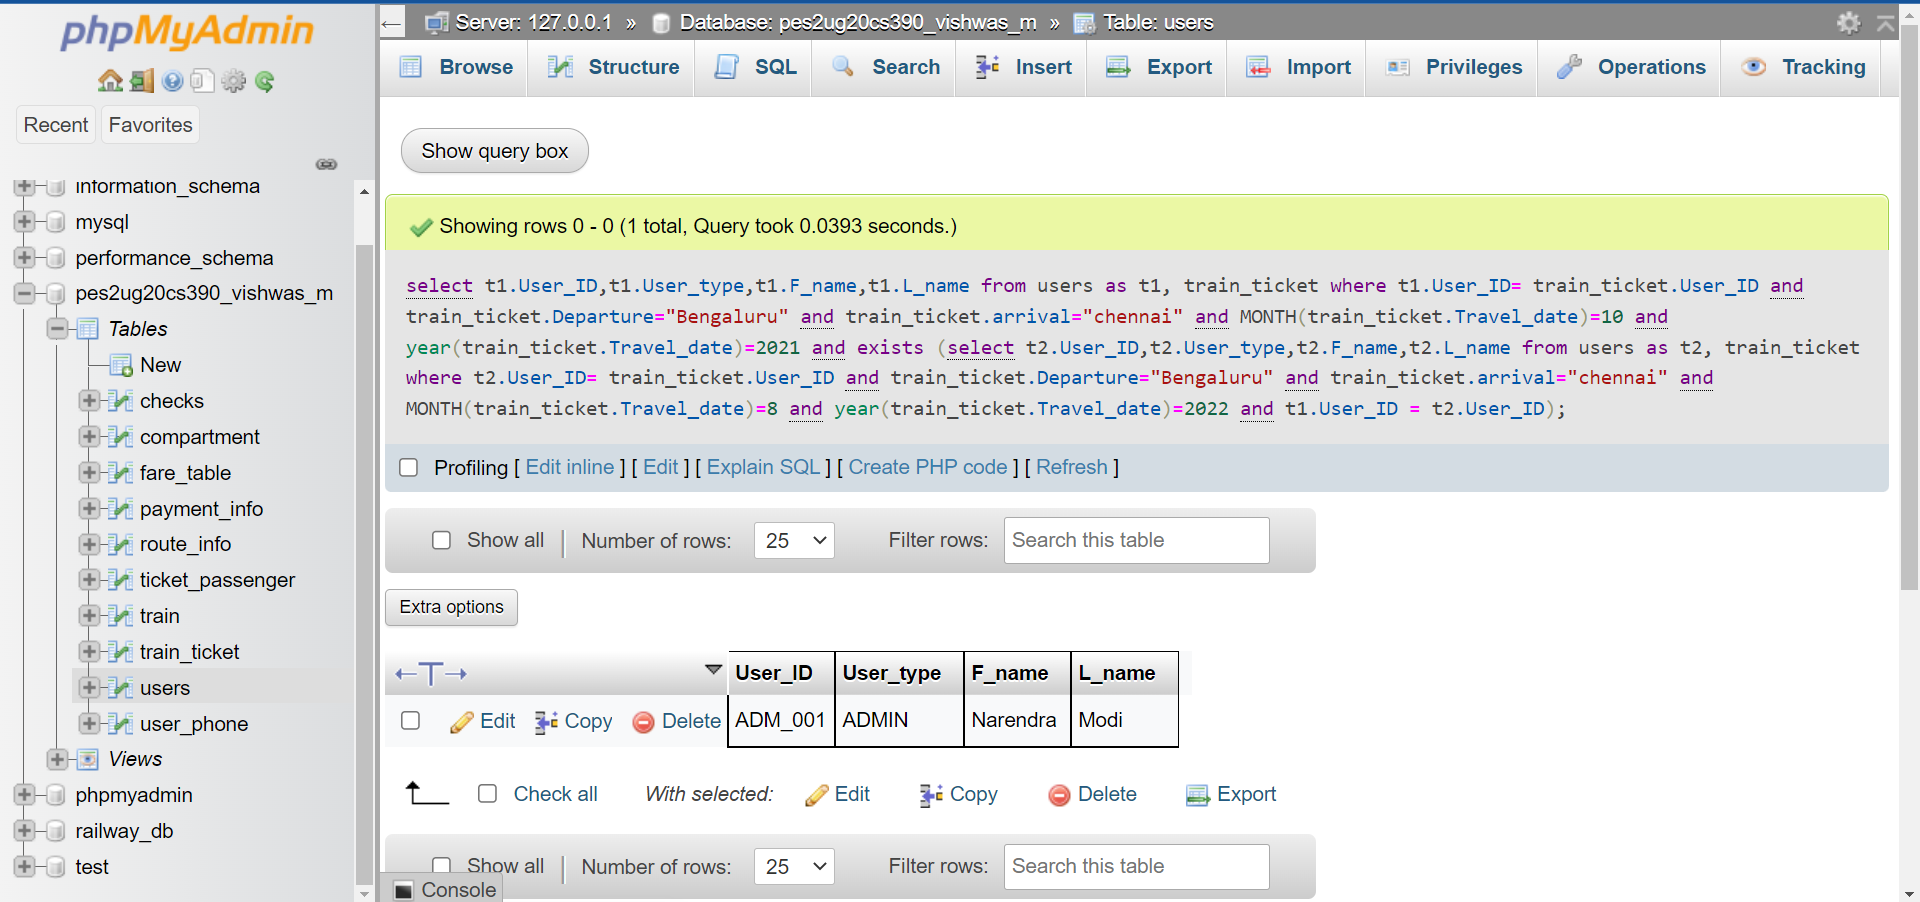 phpMyAdmin
Recent
Favorites
information_schema
mysql
performance_schema
pes2ug20cs390_vishwas_m
Tables
New
checks
compartment
fare_table
payment_info
route_info
ticket_passenger
train
train_ticket
users
user_phone
Views
phpmyadmin
railway_db
test
Server: 127.0.0.1 » Database: pes2ug20cs390_vishwas_m » Table: users
Browse Structure SQL Search Insert Export Import Privileges Operations Tracking
Show query box
Showing rows 0 - 0 (1 total, Query took 0.0393 seconds.)
select t1.User_ID,t1.User_type,t1.F_name,t1.L_name from users as t1, train_ticket where t1.User_ID= train_ticket.User_ID and
train_ticket.Departure="Bengaluru" and train_ticket.arrival="chennai" and MONTH(train_ticket.Travel_date)=10 and
year(train_ticket.Travel_date)=2021 and exists (select t2.User_ID,t2.User_type,t2.F_name,t2.L_name from users as t2, train_ticket
where t2.User_ID= train_ticket.User_ID and train_ticket.Departure="Bengaluru" and train_ticket.arrival="chennai" and
MONTH(train_ticket.Travel_date)=8 and year(train_ticket.Travel_date)=2022 and t1.User_ID = t2.User_ID);
Profiling [ Edit inline ] [ Edit ] [ Explain SQL ] [ Create PHP code ] [ Refresh ]
Show all | Number of rows: 25 Filter rows: Search this table
Extra options
←T→ User_ID User_type F_name L_name
Edit Copy Delete ADM_001 ADMIN Narendra Modi
Check all With selected: Edit Copy Delete Export
Show all | Number of rows: 25 Filter rows: Search this table
Console